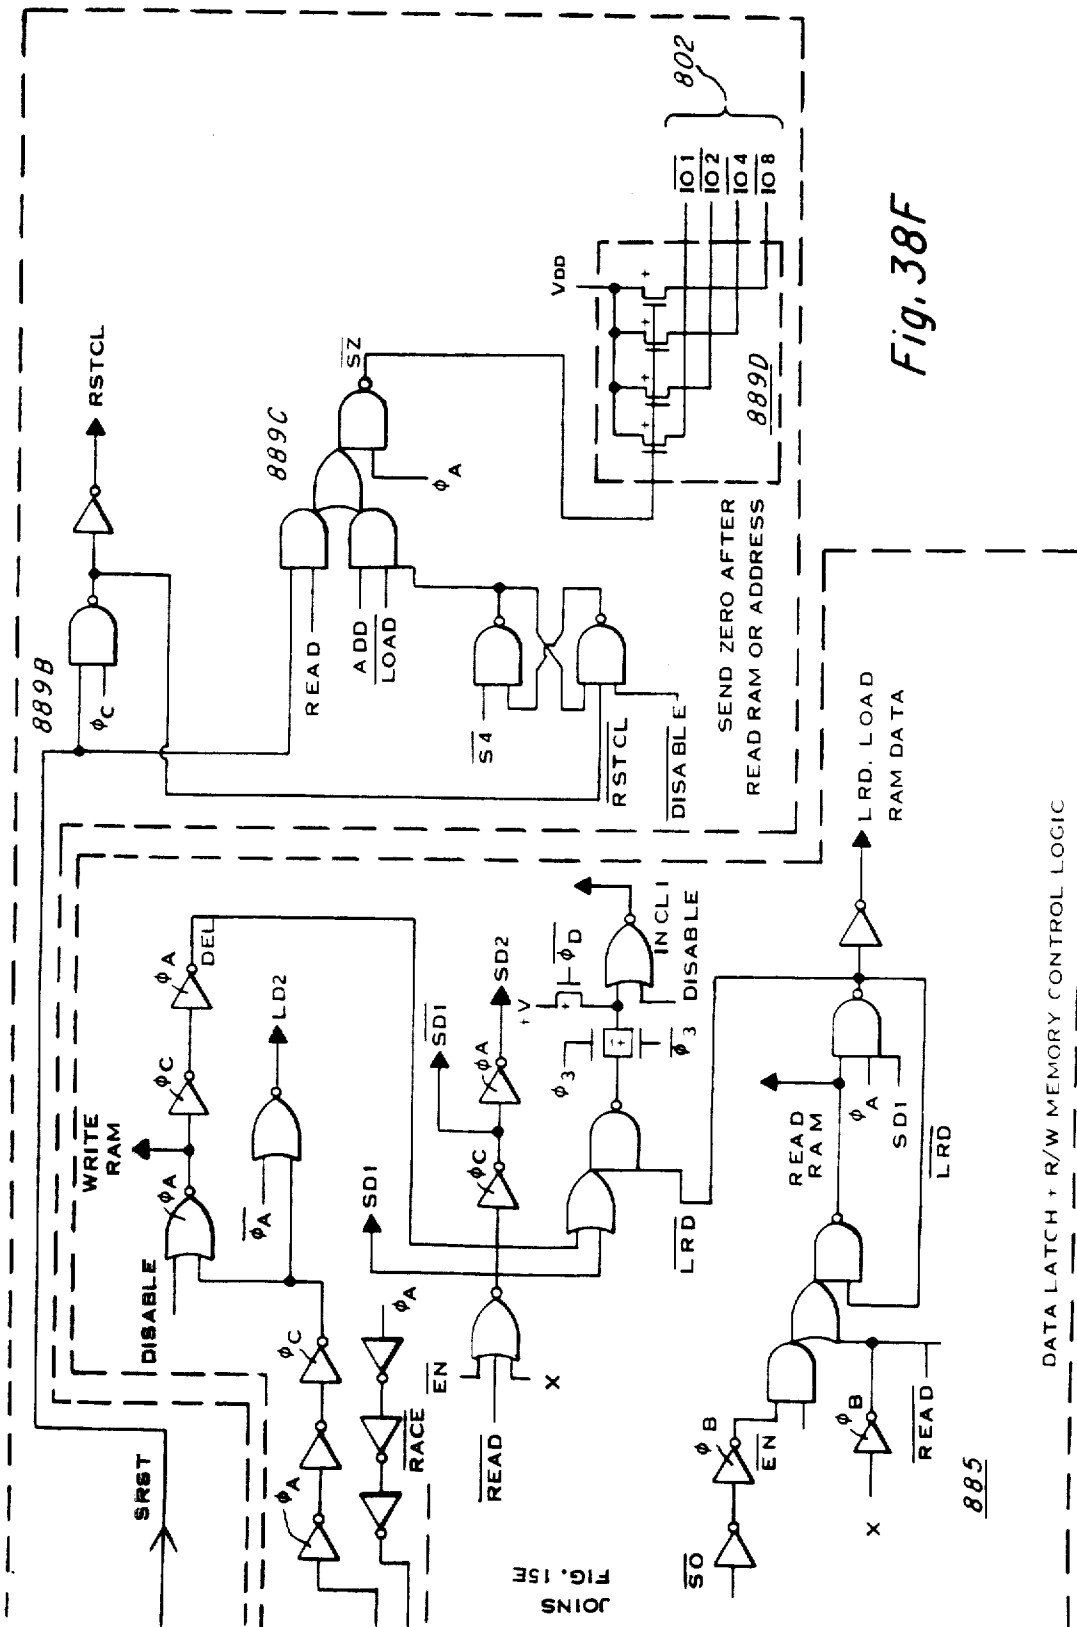 802
IO1
IO2
IO4
IO8
VDD
889D
Fig. 38F
RSTCL
889B
φC
SZ
889C
φA
READ
ADD
LOAD
S4
RSTCL
DISABLE
SEND ZERO AFTER
READ RAM OR ADDRESS
LRD. LOAD
RAM DATA
φA
DEL
φC
WRITE
RAM
φA
DISABLE
LD2
φA
φC
φA
SRST
φA
RACE
EN
READ
X
SD1
SD1
SD2
φA
φC
+V
φD
φ3
φ3
INCL1
DISABLE
LRD
READ
RAM
φA
SD1
LRD
φB
EN
SO
φB
X
READ
885
JOINS
FIG. 15E
DATA LATCH + R/W MEMORY CONTROL LOGIC